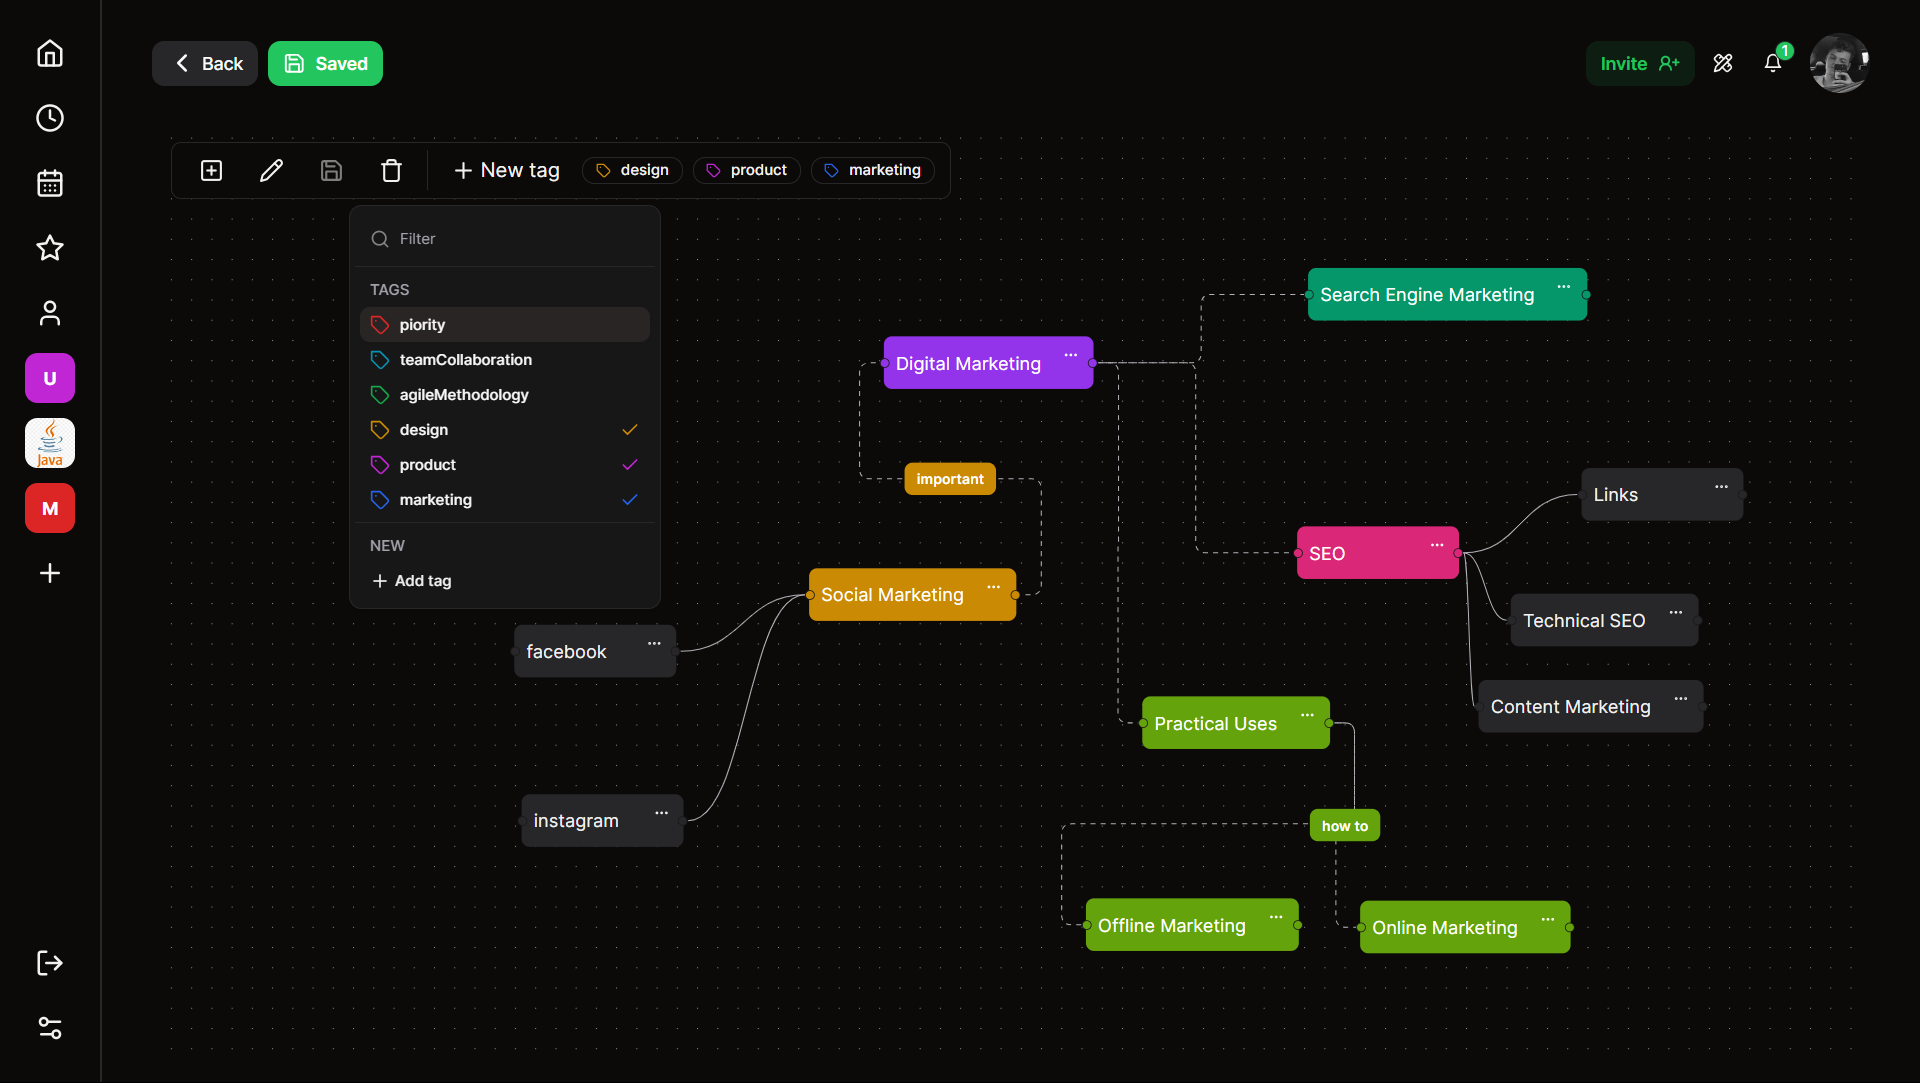 Back
Saved
Invite
1
New tag
design
product
marketing
Filter
TAGS
piority
teamCollaboration
agileMethodology
design
product
marketing
NEW
Add tag
U
Java
M
Search Engine Marketing
Digital Marketing
important
Links
SEO
Social Marketing
Technical SEO
facebook
Content Marketing
Practical Uses
instagram
how to
Offline Marketing
Online Marketing